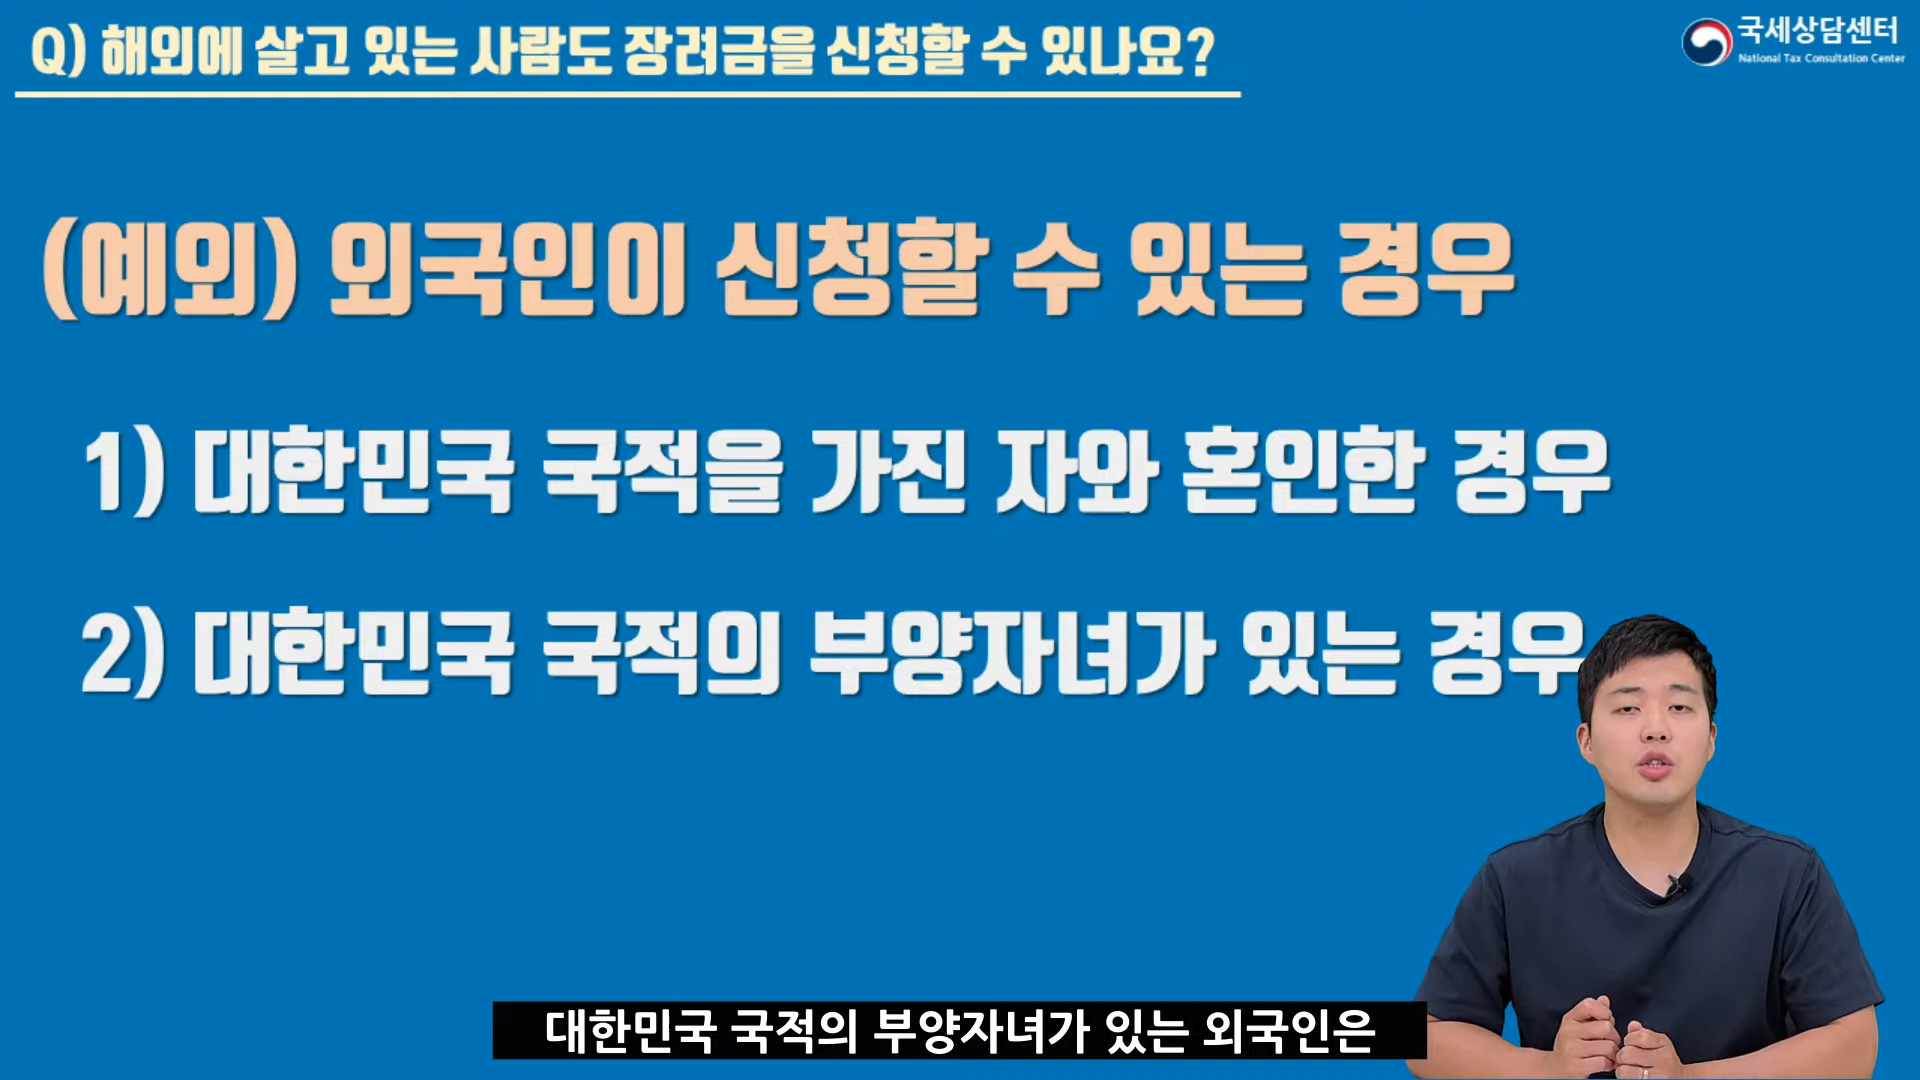 Q) 해외에 살고 있는 사람도 장려금을 신청할 수 있나요?
국세상담센터
National Tax Consultation Center
(예외) 외국인이 신청할 수 있는 경우
1) 대한민국 국적을 가진 자와 혼인한 경우
2) 대한민국 국적의 부양자녀가 있는 경우
대한민국 국적의 부양자녀가 있는 외국인은